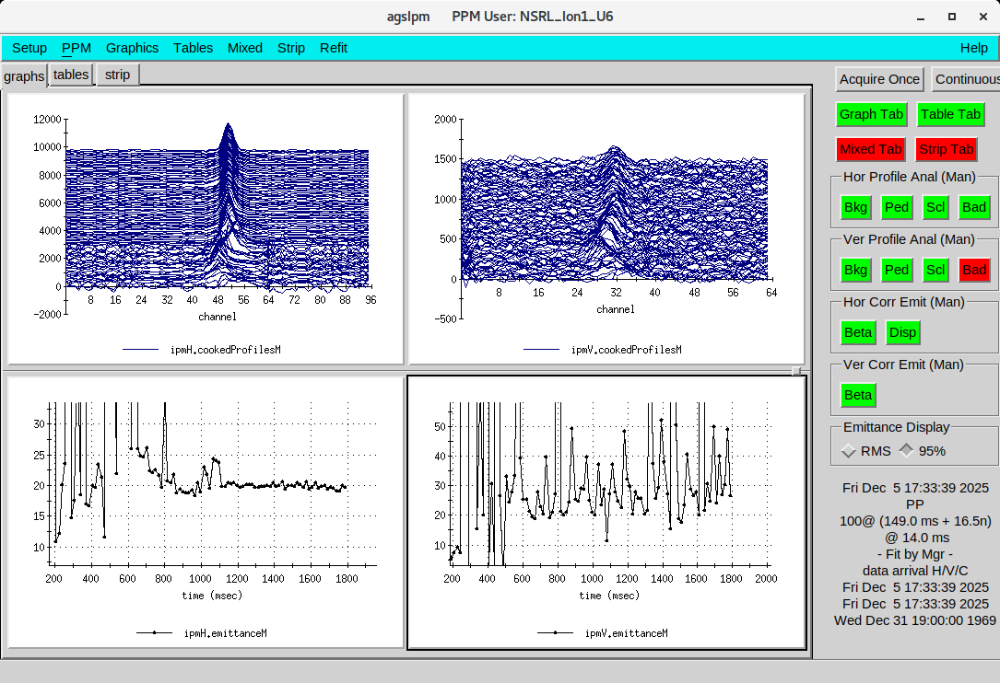 agsIpm PPM User: NSRL_Ion1_U6
Setup PPM Graphics Tables Mixed Strip Refit Help
graphs tables strip
Acquire Once Continuous
Graph Tab Table Tab
Mixed Tab Strip Tab
Hor Profile Anal (Man)
Bkg Ped Scl Bad
Ver Profile Anal (Man)
Bkg Ped Scl Bad
Hor Corr Emit (Man)
Beta Disp
Ver Corr Emit (Man)
Beta
Emittance Display
RMS 95%
Fri Dec 5 17:33:39 2025
PP
100@ (149.0 ms + 16.5n)
@ 14.0 ms
- Fit by Mgr -
data arrival H/V/C
Fri Dec 5 17:33:39 2025
Fri Dec 5 17:33:39 2025
Wed Dec 31 19:00:00 1969
12000
10000
8000
6000
4000
2000
0
-2000
8 16 24 32 40 48 56 64 72 80 88 96
channel
ipmH.cookedProfilesM
2000
1500
1000
500
0
-500
8 16 24 32 40 48 56 64
channel
ipmV.cookedProfilesM
30
25
20
15
10
200 400 600 800 1000 1200 1400 1600 1800
time (msec)
ipmH.emittanceM
50
40
30
20
10
200 400 600 800 1000 1200 1400 1600 1800 2000
time (msec)
ipmV.emittanceM